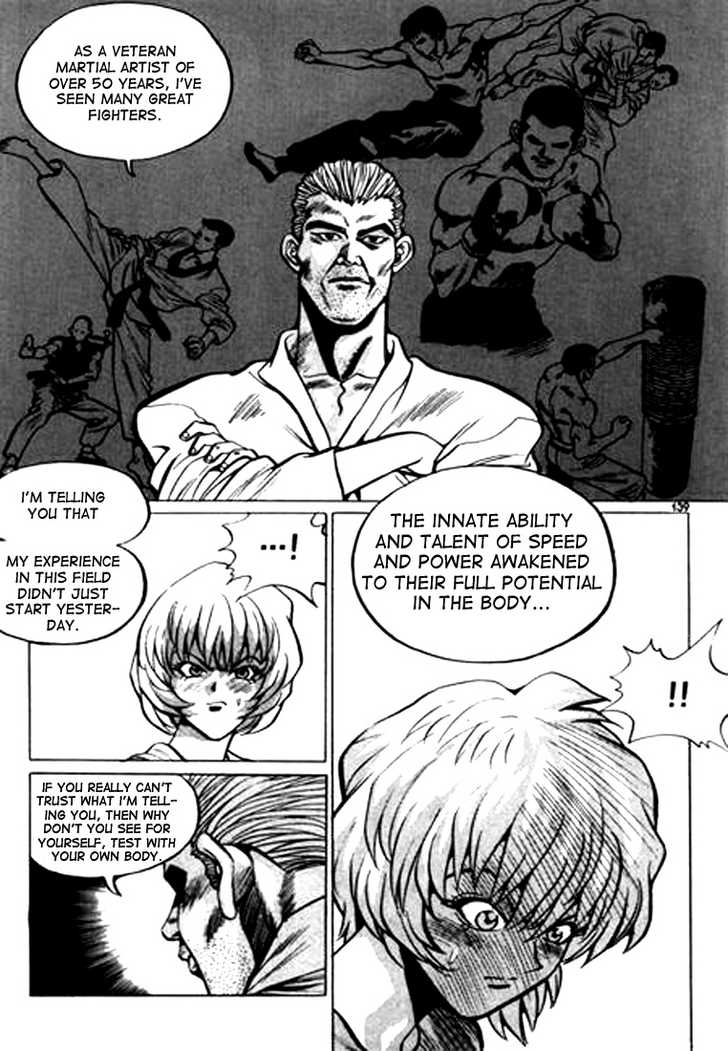 AS A VETERAN
MARTIAL ARTIST OF
OVER 50 YEARS, I'VE
SEEN MANY GREAT
FIGHTERS.
139
I'M TELLING
YOU THAT
MY EXPERIENCE
IN THIS FIELD
DIDN'T JUST
START YESTER-
DAY.
...!
THE INNATE ABILITY
AND TALENT OF SPEED
AND POWER AWAKENED
TO THEIR FULL POTENTIAL
IN THE BODY...
!!
IF YOU REALLY CAN'T
TRUST WHAT I'M TELL-
ING YOU, THEN WHY
DON'T YOU SEE FOR
YOURSELF, TEST WITH
YOUR OWN BODY.